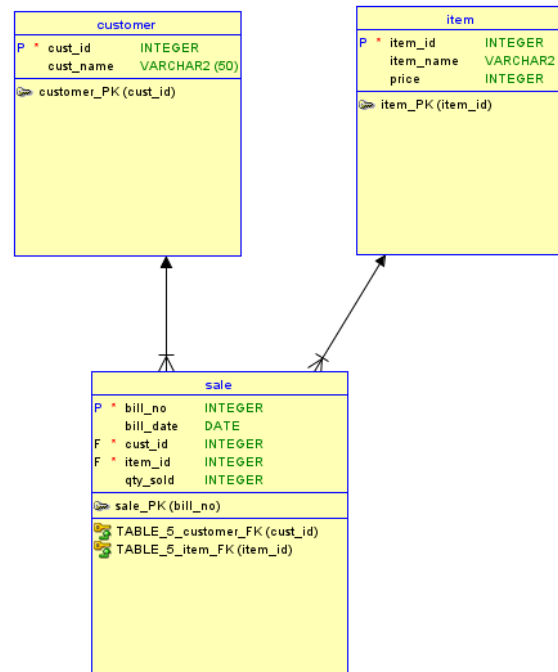 customer
P * cust_id INTEGER
cust_name VARCHAR2 (50)
customer_PK (cust_id)
item
P * item_id INTEGER
item_name VARCHAR2
price INTEGER
item_PK (item_id)
sale
P * bill_no INTEGER
bill_date DATE
F * cust_id INTEGER
F * item_id INTEGER
qty_sold INTEGER
sale_PK (bill_no)
TABLE_5_customer_FK (cust_id)
TABLE_5_item_FK (item_id)